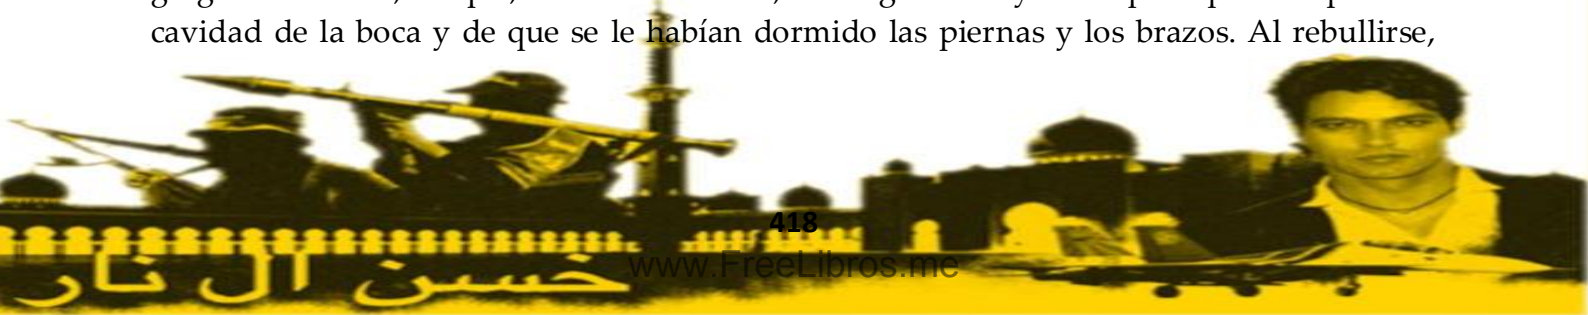 cavidad de la boca y de que se le habían dormido las piernas y los brazos. Al rebullirse,
418
www.FreeLibros.me
حسن ال نار